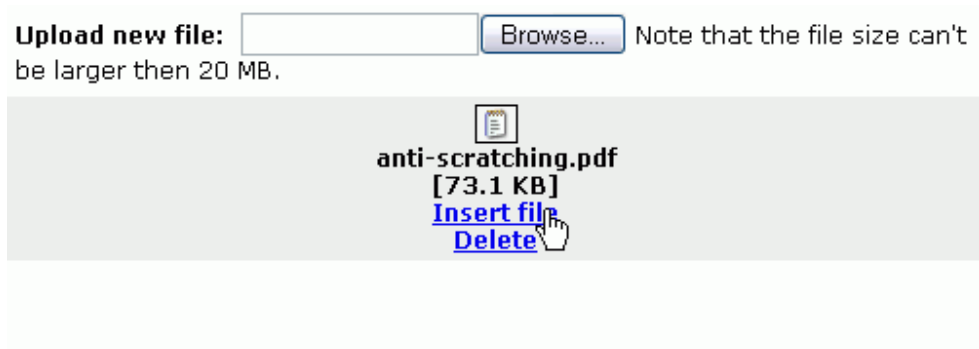 Upload new file: Browse... Note that the file size can't
be larger then 20 MB.
anti-scratching.pdf
[73.1 KB]
Insert file
Delete